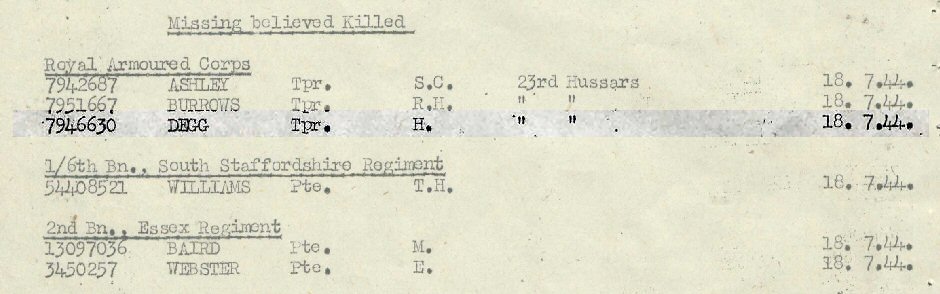 Missing believed Killed
Royal Armoured Corps
7942687 ASHLEY Tpr. S.C. 23rd Hussars 18. 7.44.
7951667 BURROWS Tpr. R.H. " " 18. 7.44.
7946630 DEGG Tpr. H. " " 18. 7.44.
1/6th Bn., South Staffordshire Regiment
54408521 WILLIAMS Pte. T.H. 18. 7.44.
2nd Bn., Essex Regiment
13097036 BAIRD Pte. M. 18. 7.44.
3450257 WEBSTER Pte. E. 18. 7.44.